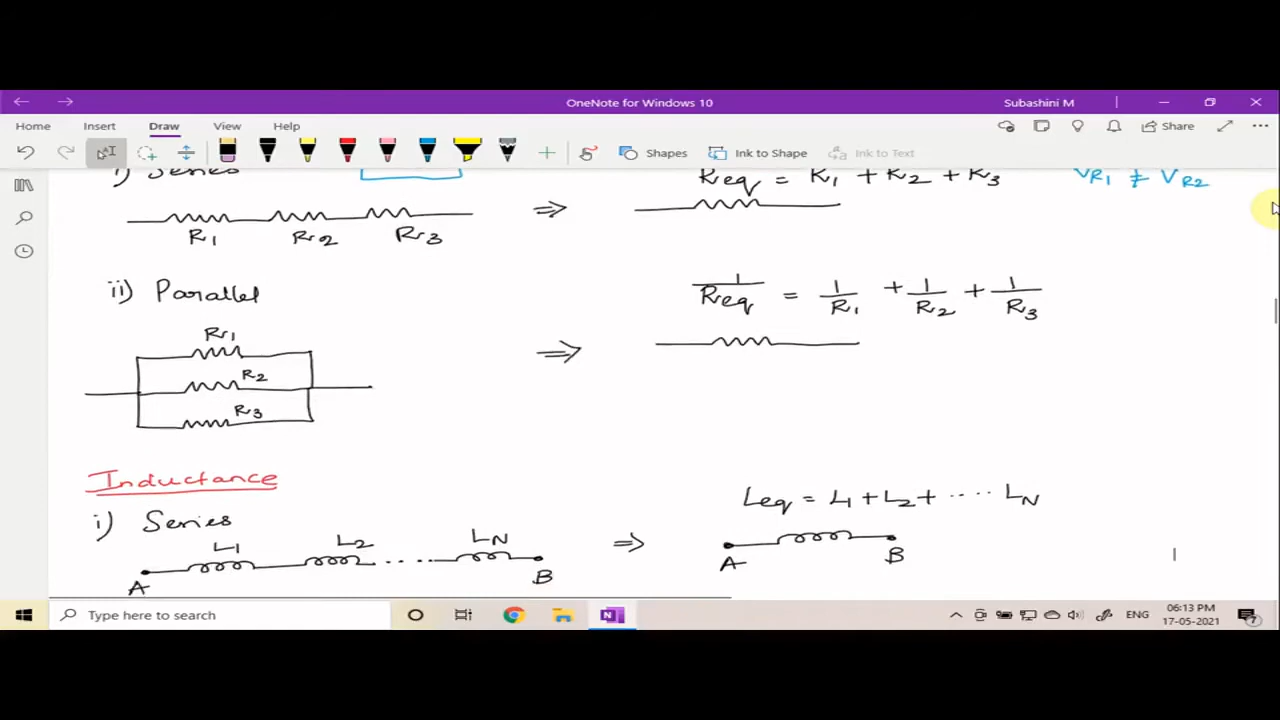 OneNote for Windows 10
Subashini M
Home Insert Draw View Help
Share
Shapes Ink to Shape Ink to Text
i) Series
Req = R1 + R2 + R3
VR1 ≠ VR2
R1 R2 R3
⇒
ii) Parallel
1/Req = 1/R1 + 1/R2 + 1/R3
R1
R2
R3
⇒
Inductance
i) Series
Leq = L1 + L2 + ..... LN
L1 L2 ..... LN
A B
⇒
A B
Type here to search
ENG
06:13 PM
17-05-2021
7